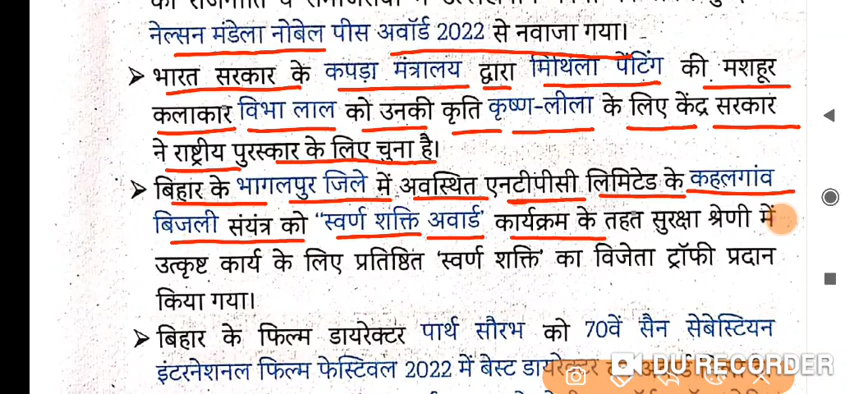 नेल्सन मंडेला नोबेल पीस अवॉर्ड 2022 से नवाजा गया।
➤ भारत सरकार के कपड़ा मंत्रालय द्वारा मिथिला पेंटिंग की मशहूर
कलाकार विभा लाल को उनकी कृति कृष्ण-लीला के लिए केंद्र सरकार
ने राष्ट्रीय पुरस्कार के लिए चुना है।
➤ बिहार के भागलपुर जिले में अवस्थित एनटीपीसी लिमिटेड के कहलगांव
बिजली संयंत्र को "स्वर्ण शक्ति अवार्ड' कार्यक्रम के तहत सुरक्षा श्रेणी में
उत्कृष्ट कार्य के लिए प्रतिष्ठित 'स्वर्ण शक्ति' का विजेता ट्रॉफी प्रदान
किया गया।
➤ बिहार के फिल्म डायरेक्टर पार्थ सौरभ को 70वें सैन सेबेस्टियन
इंटरनेशनल फिल्म फेस्टिवल 2022 में बेस्ट डायरेक्टर
DU RECORDER